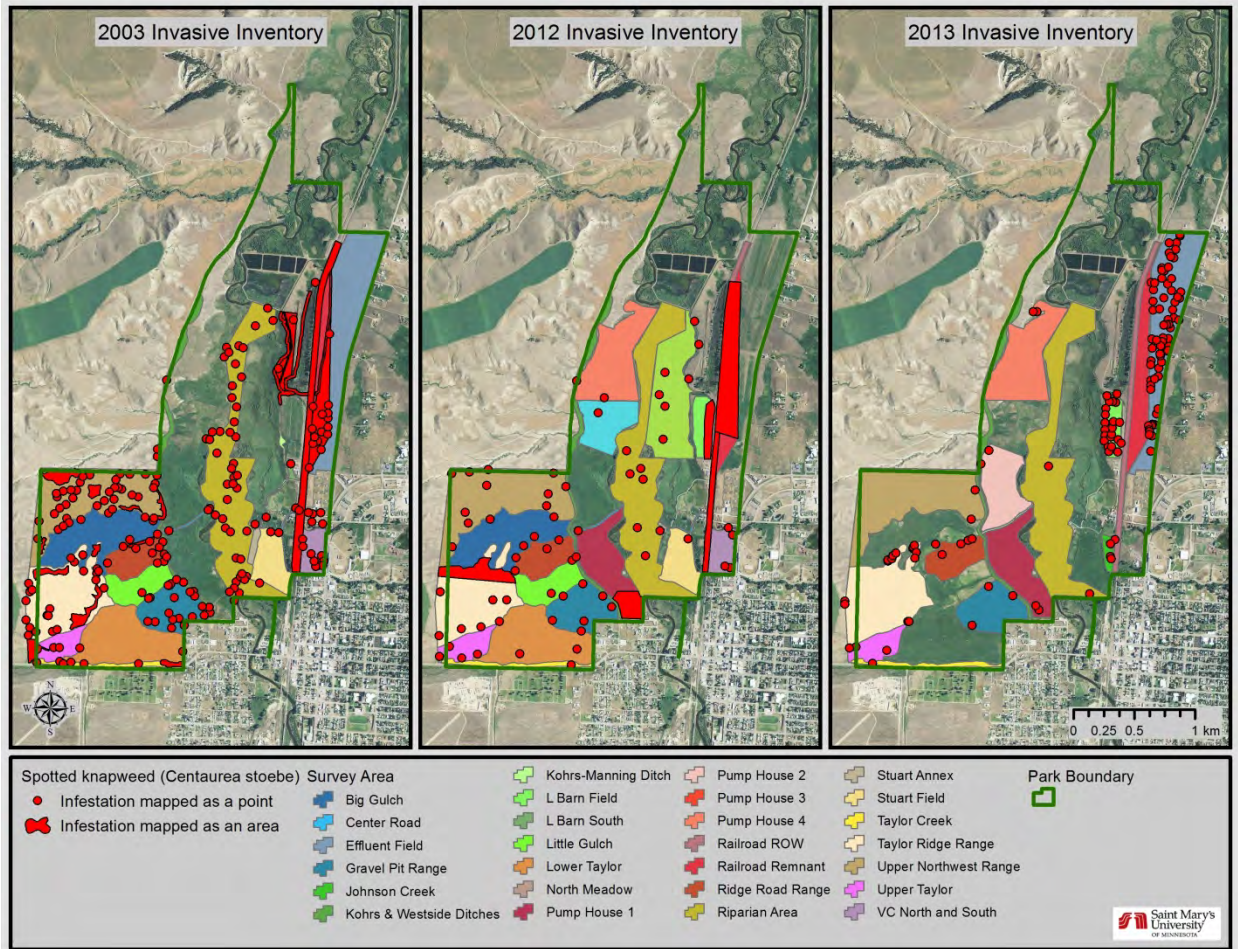 2003 Invasive Inventory
2012 Invasive Inventory
2013 Invasive Inventory
N
W E
S
0 0.25 0.5 1 km
Spotted knapweed (Centaurea stoebe)
Infestation mapped as a point
Infestation mapped as an area
Survey Area
Big Gulch
Center Road
Effluent Field
Gravel Pit Range
Johnson Creek
Kohrs & Westside Ditches
Kohrs-Manning Ditch
L Barn Field
L Barn South
Little Gulch
Lower Taylor
North Meadow
Pump House 1
Pump House 2
Pump House 3
Pump House 4
Railroad ROW
Railroad Remnant
Ridge Road Range
Riparian Area
Stuart Annex
Stuart Field
Taylor Creek
Taylor Ridge Range
Upper Northwest Range
Upper Taylor
VC North and South
Park Boundary
Saint Mary's
University
OF MINNESOTA